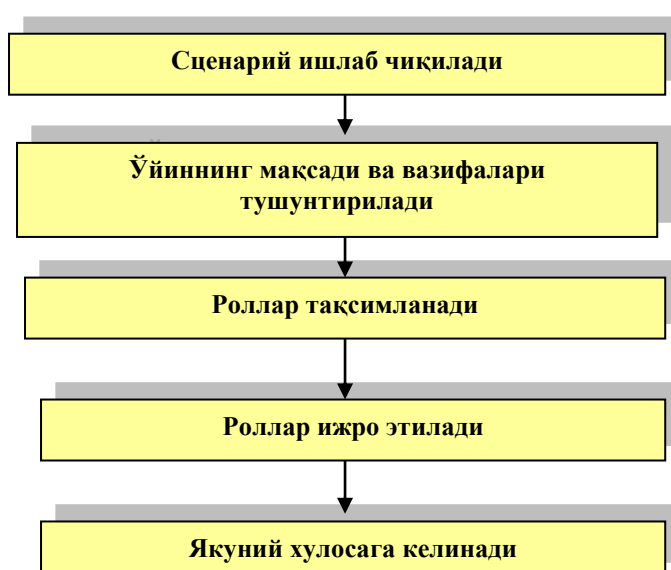 Сценарий ишлаб чиқилади
Ўйиннинг мақсади ва вазифалари
тушунтирилади
Роллар тақсимланади
Роллар ижро этилади
Якуний хулосага келинади